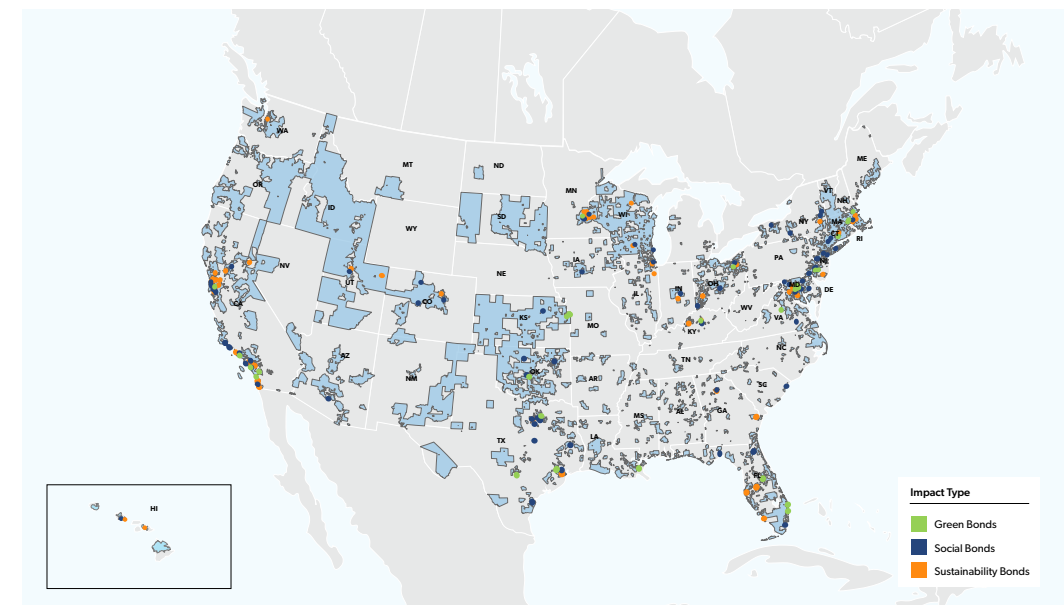 WA
MT
ND
MN
ME
OR
ID
SD
WI
VT
NH
NY
MA
CT
RI
WY
IA
PA
NJ
NV
UT
NE
IL
IN
OH
MD
DE
CA
CO
KS
MO
KY
WV
VA
AZ
NM
OK
AR
TN
NC
SC
TX
LA
MS
AL
GA
FL
HI
Impact Type
Green Bonds
Social Bonds
Sustainability Bonds